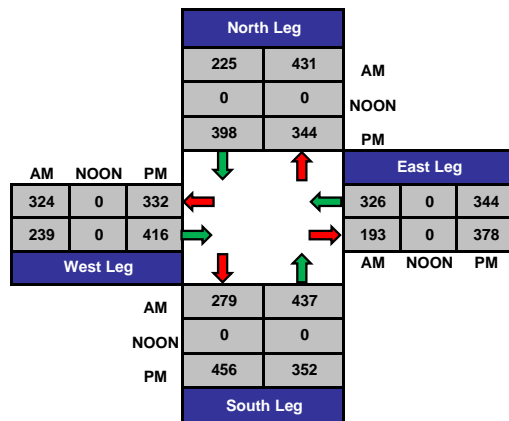 North Leg
225 431 AM
0 0 NOON
398 344 PM
East Leg
AM NOON PM
324 0 332 326 0 344
239 0 416 193 0 378
West Leg AM NOON PM
AM 279 437
NOON 0 0
PM 456 352
South Leg